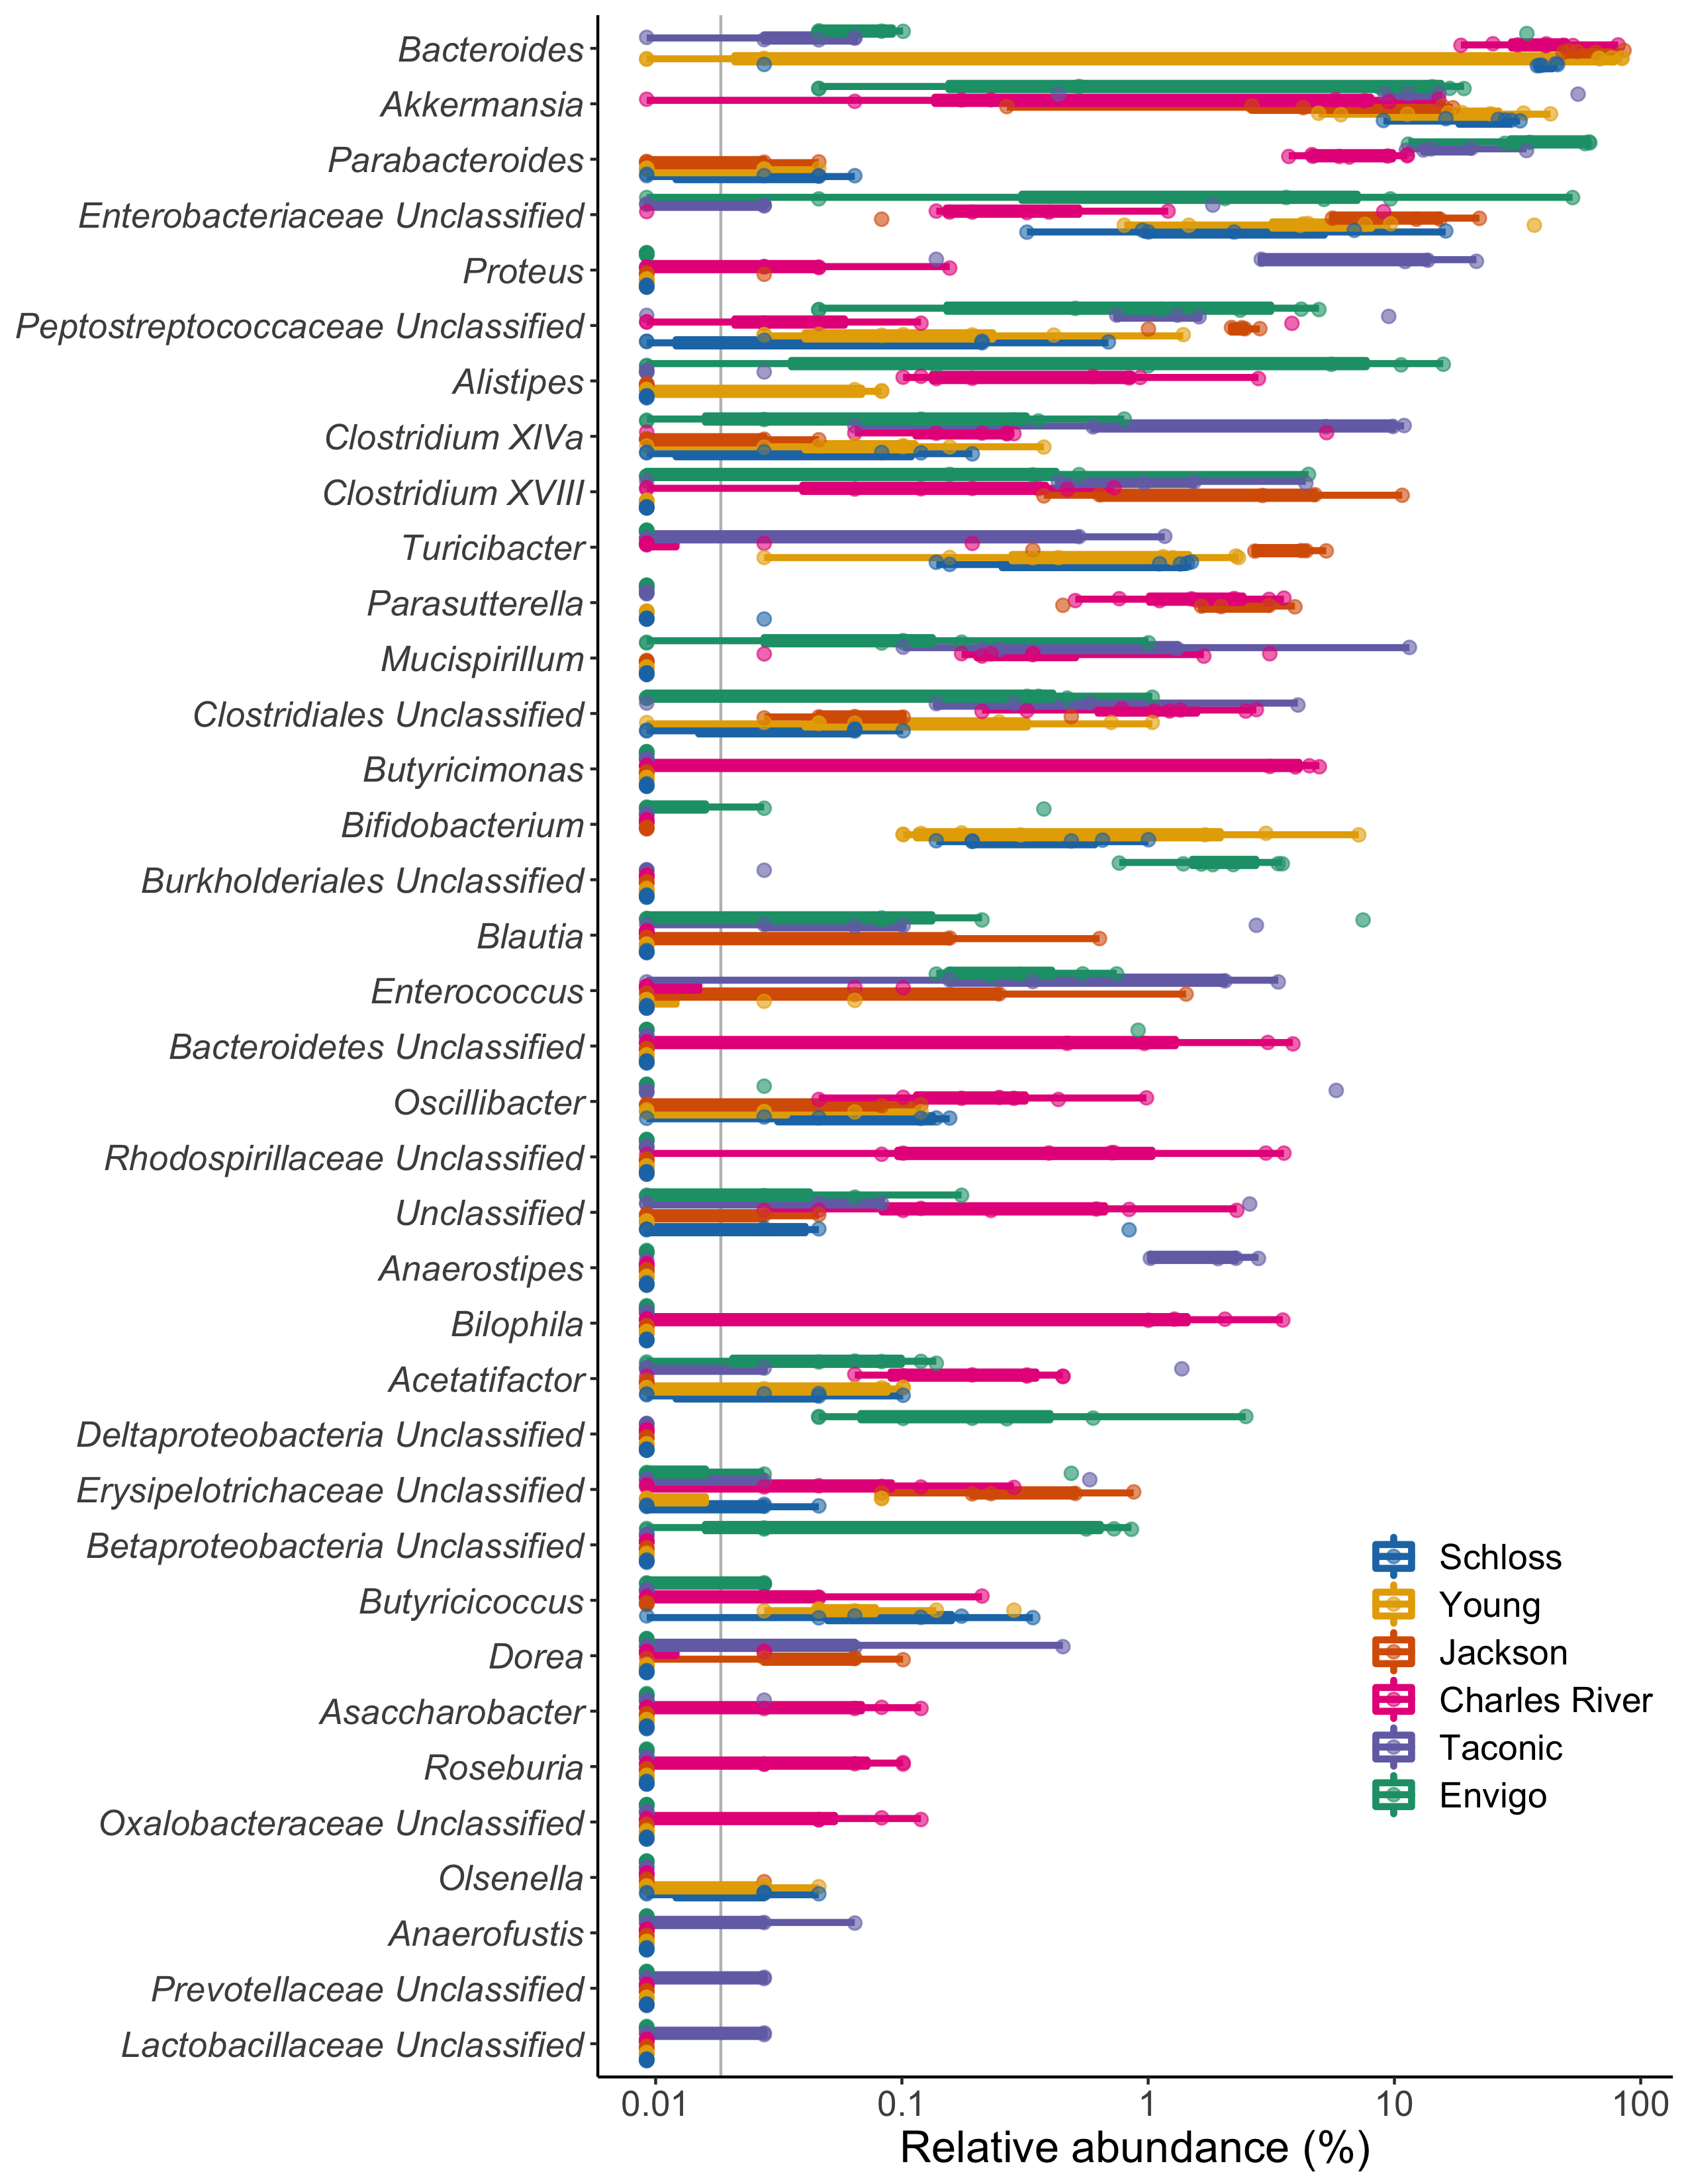 Bacteroides
Akkermansia
Parabacteroides
Enterobacteriaceae Unclassified
Proteus
Peptostreptococcaceae Unclassified
Alistipes
Clostridium XlVa
Clostridium XVIII
Turicibacter
Parasutterella
Mucispirillum
Clostridiales Unclassified
Butyricimonas
Bifidobacterium
Burkholderiales Unclassified
Blautia
Enterococcus
Bacteroidetes Unclassified
Oscillibacter
Rhodospirillaceae Unclassified
Unclassified
Anaerostipes
Bilophila
Acetatifactor
Deltaproteobacteria Unclassified
Erysipelotrichaceae Unclassified
Betaproteobacteria Unclassified
Butyricicoccus
Dorea
Asaccharobacter
Roseburia
Oxalobacteraceae Unclassified
Olsenella
Anaerofustis
Prevotellaceae Unclassified
Lactobacillaceae Unclassified
Schloss
Young
Jackson
Charles River
Taconic
Envigo
0.01 0.1 1 10 100
Relative abundance (%)